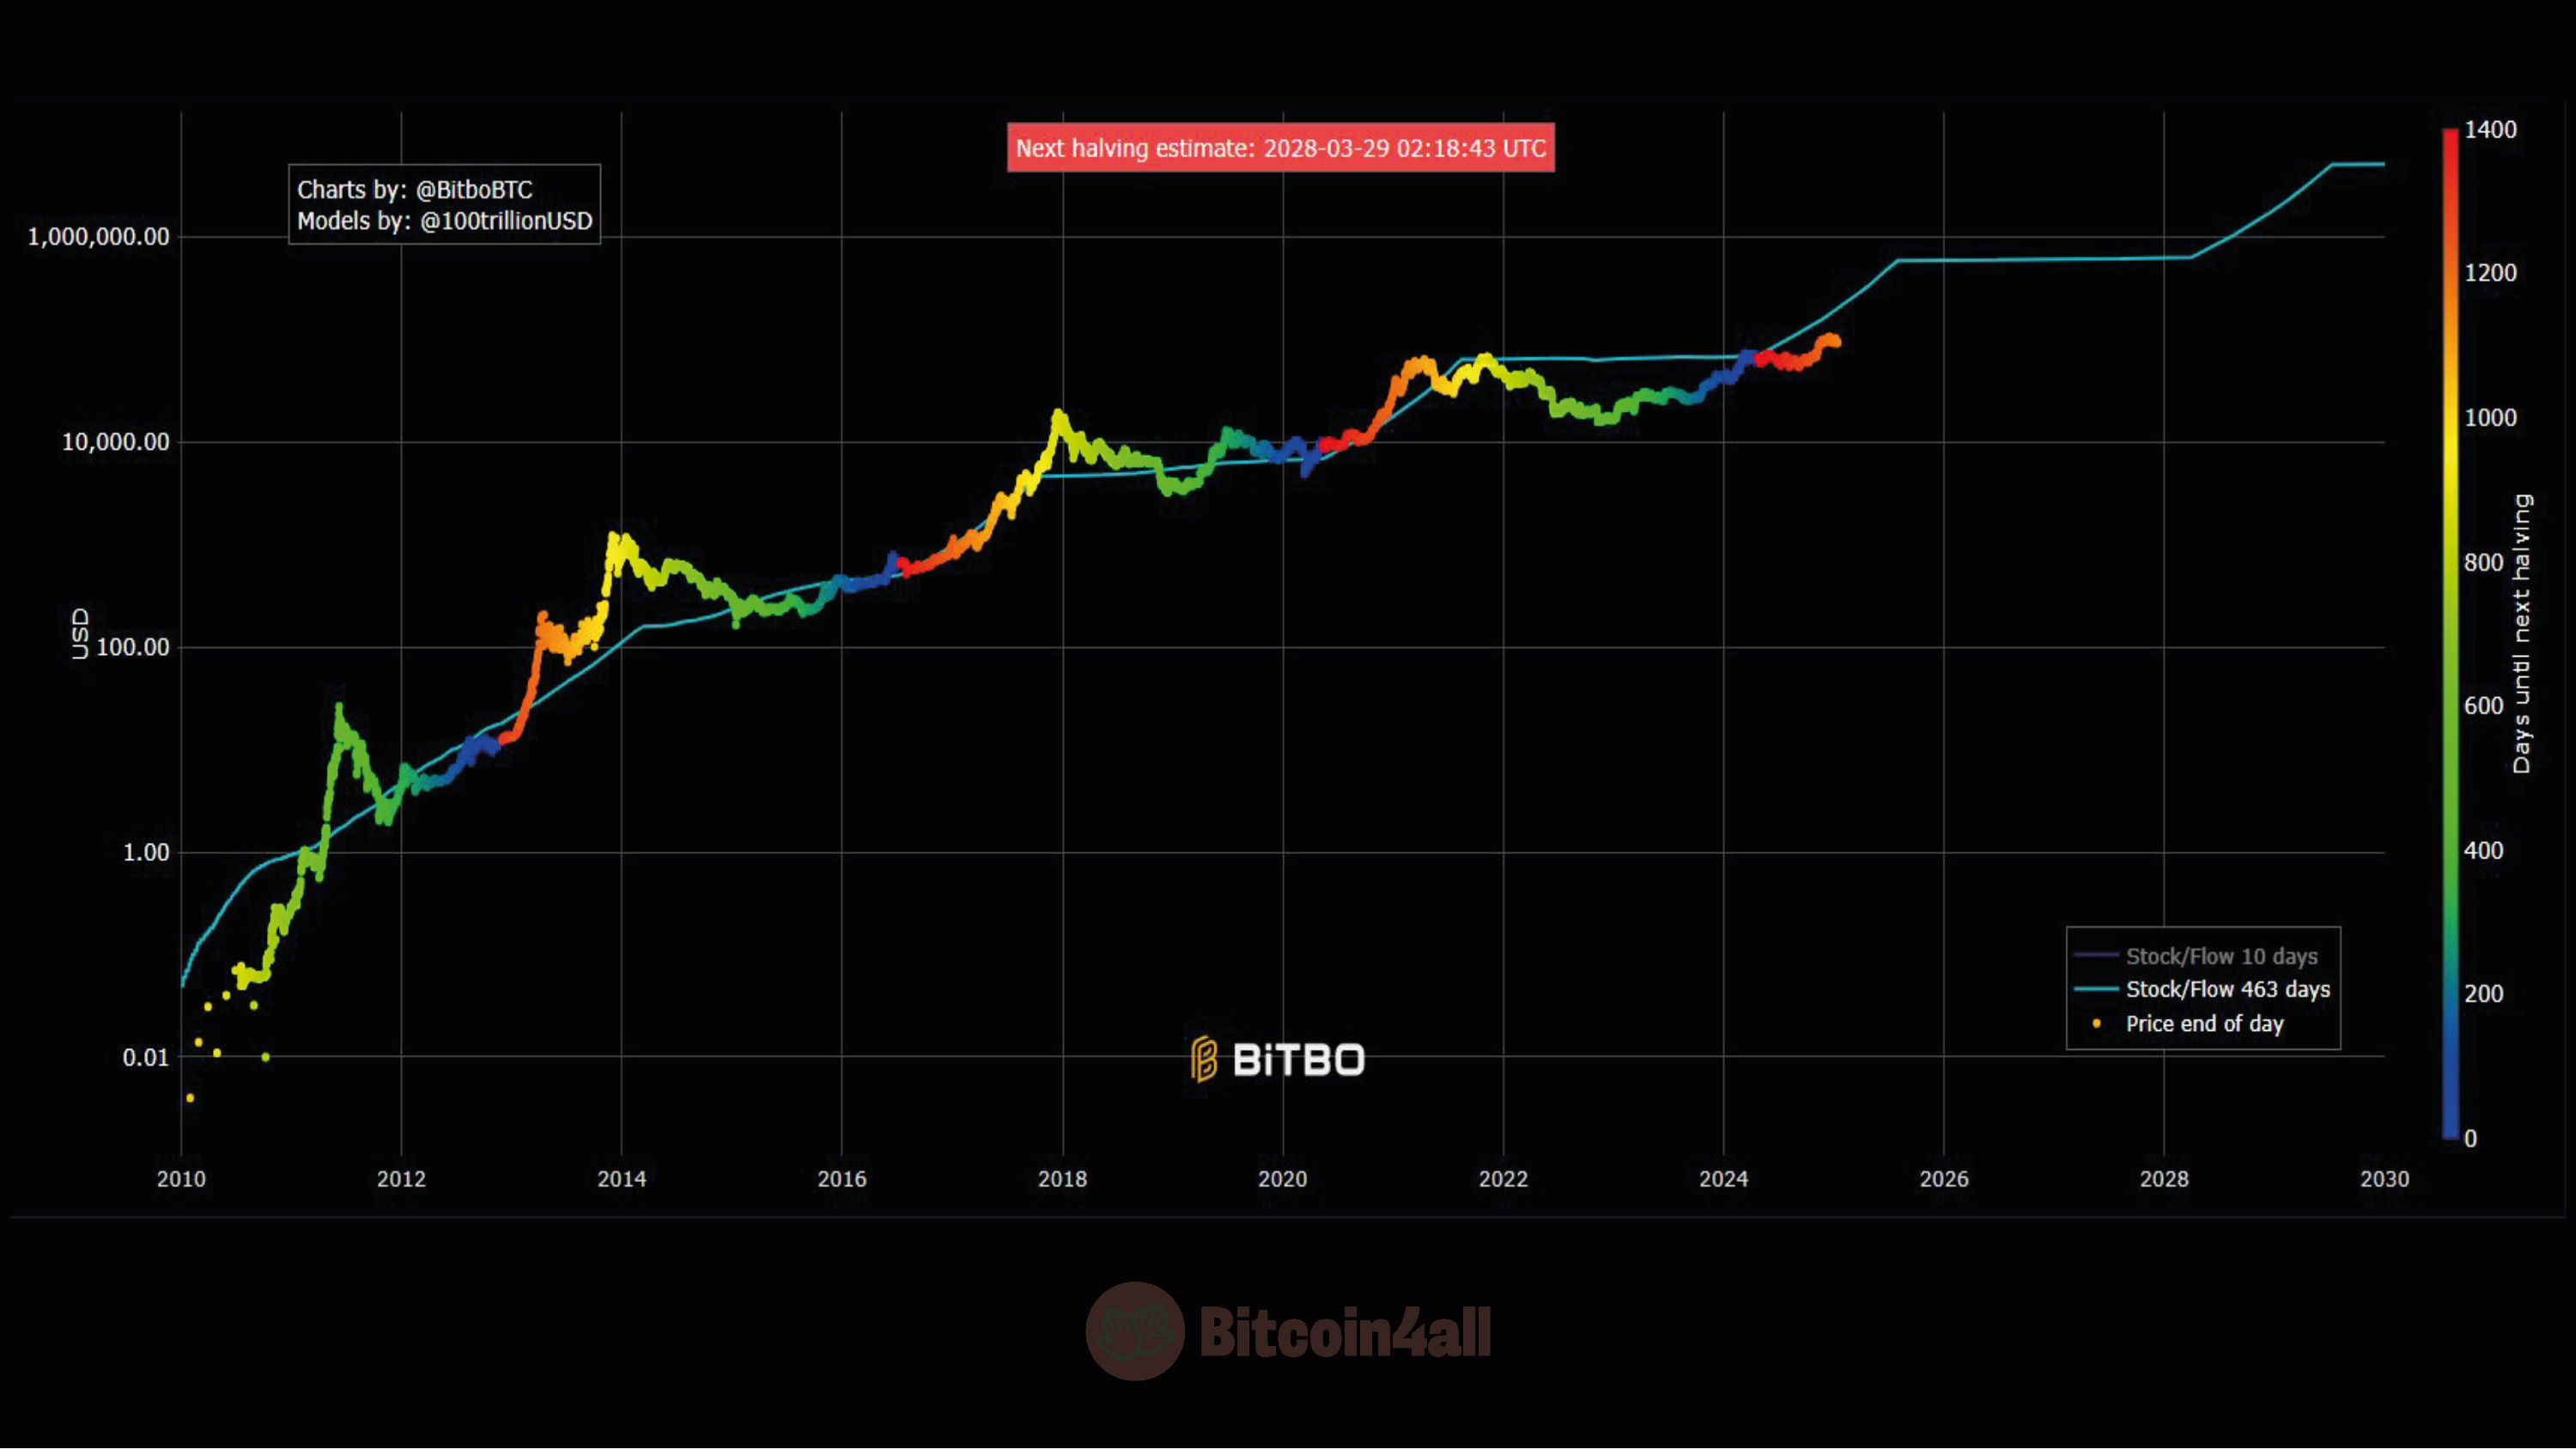 Next halving estimate: 2028-03-29 02:18:43 UTC
Charts by: @BitboBTC
Models by: @100trillionUSD
1,000,000.00
10,000.00
100.00
1.00
0.01
USD
2010
2012
2014
2016
2018
2020
2022
2024
2026
2028
2030
1400
1200
1000
800
600
400
200
0
Days until next halving
Stock/Flow 10 days
Stock/Flow 463 days
Price end of day
BiTBO
Bitcoin4all